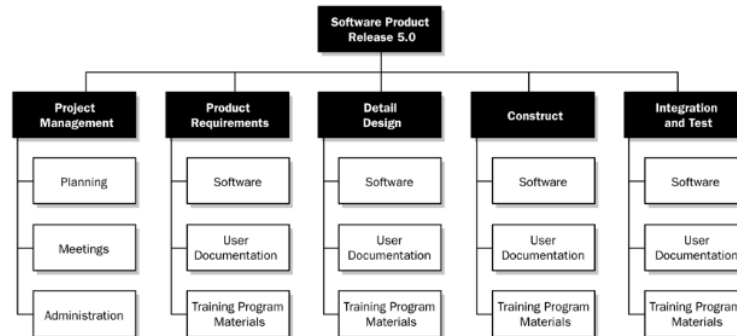 Software Product
Release 5.0
Project
Management
Product
Requirements
Detail
Design
Construct
Integration
and Test
Planning
Software
Software
Software
Software
Meetings
User
Documentation
User
Documentation
User
Documentation
User
Documentation
Administration
Training Program
Materials
Training Program
Materials
Training Program
Materials
Training Program
Materials